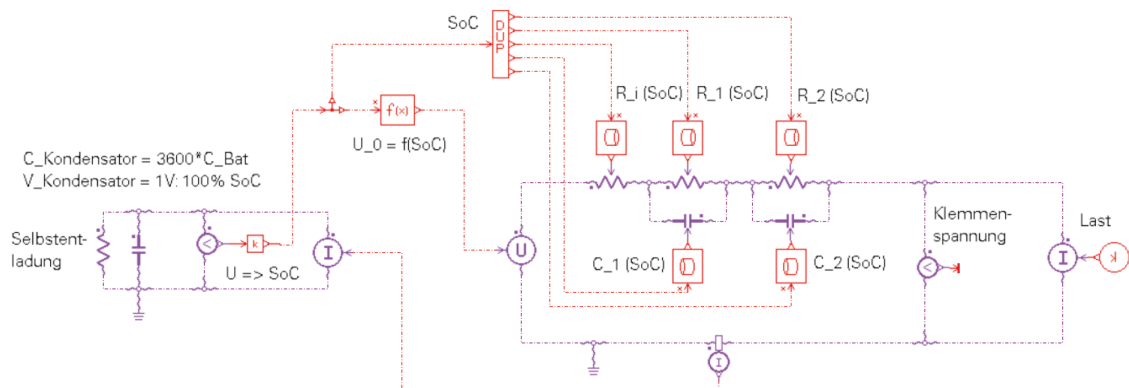 SoC
DUP
R_i (SoC)
R_1 (SoC)
R_2 (SoC)
f(x)
U_0 = f(SoC)
C_Kondensator = 3600*C_Bat
V_Kondensator = 1V: 100% SoC
Selbstent-
ladung
k
I
U => SoC
U
C_1 (SoC)
C_2 (SoC)
Klemmen-
spannung
Last
I
k
I